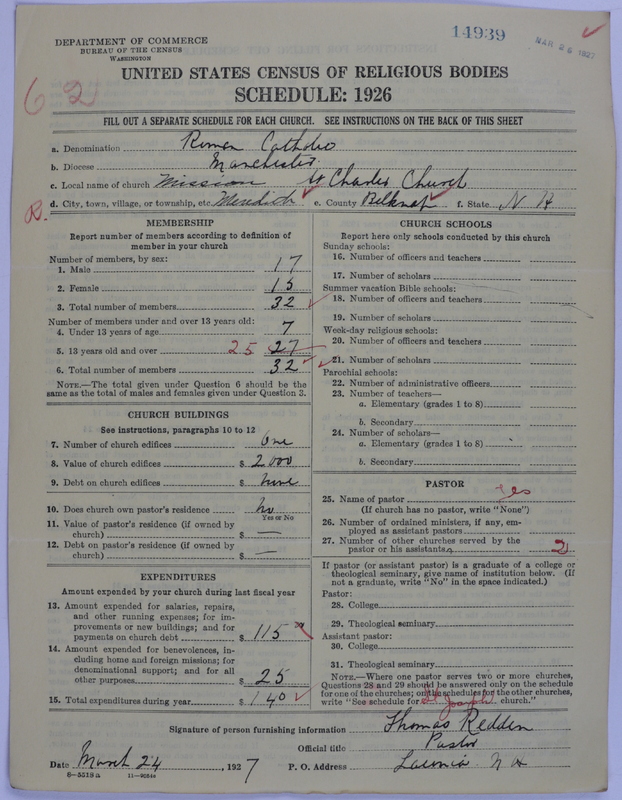 14939
MAR 28 1927
DEPARTMENT OF COMMERCE
BUREAU OF THE CENSUS
WASHINGTON
62
UNITED STATES CENSUS OF RELIGIOUS BODIES
SCHEDULE: 1926
FILL OUT A SEPARATE SCHEDULE FOR EACH CHURCH. SEE INSTRUCTIONS ON THE BACK OF THIS SHEET
a. Denomination Roman Catholic
b. Diocese Manchester
c. Local name of church Mission St Charles Church
R. d. City, town, village, or township, etc. Meredith e. County Belknap f. State N H
MEMBERSHIP
Report number of members according to definition of
member in your church
Number of members, by sex:
1. Male 17
2. Female 15
3. Total number of members 32
Number of members under and over 13 years old:
4. Under 13 years of age 7
5. 13 years old and over 25 27
6. Total number of members 32
NOTE.—The total given under Question 6 should be the
same as the total of males and females given under Question 3.
CHURCH BUILDINGS
See instructions, paragraphs 10 to 12
7. Number of church edifices One
8. Value of church edifices $ 2,000
9. Debt on church edifices $ none
10. Does church own pastor's residence no
Yes or No
11. Value of pastor's residence (if owned by
church) $ —
12. Debt on pastor's residence (if owned by
church) $ —
EXPENDITURES
Amount expended by your church during last fiscal year
13. Amount expended for salaries, repairs,
and other running expenses; for im-
provements or new buildings; and for
payments on church debt $ 115
14. Amount expended for benevolences, in-
cluding home and foreign missions; for
denominational support; and for all
other purposes $ 25
15. Total expenditures during year $ 140
CHURCH SCHOOLS
Report here only schools conducted by this church
Sunday schools:
16. Number of officers and teachers
17. Number of scholars
Summer vacation Bible schools:
18. Number of officers and teachers
19. Number of scholars
Week-day religious schools:
20. Number of officers and teachers
21. Number of scholars
Parochial schools:
22. Number of administrative officers
23. Number of teachers—
a. Elementary (grades 1 to 8)
b. Secondary
24. Number of scholars—
a. Elementary (grades 1 to 8)
b. Secondary
PASTOR
25. Name of pastor yes
(If church has no pastor, write "None")
26. Number of ordained ministers, if any, em-
ployed as assistant pastors
27. Number of other churches served by the
pastor or his assistants 2
If pastor (or assistant pastor) is a graduate of a college or
theological seminary, give name of institution below. (If
not a graduate, write "No" in the space indicated.)
Pastor:
28. College
29. Theological seminary
Assistant pastor:
30. College
31. Theological seminary
NOTE.—Where one pastor serves two or more churches,
Questions 28 and 29 should be answered only on the schedule
for one of the churches; on the schedules for the other churches,
write "See schedule for St Joseph church."
Signature of person furnishing information Thomas Redden
Official title Pastor
Date March 24, 1927 P. O. Address Laconia N H
8—5518 a 11—9084a